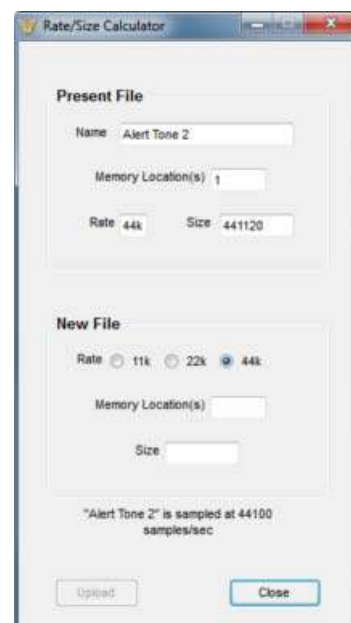 Rate/Size Calculator
Present File
Name Alert Tone 2
Memory Location(s) 1
Rate 44k Size 441120
New File
Rate 11k 22k 44k
Memory Location(s)
Size
"Alert Tone 2" is sampled at 44100
samples/sec
Upload Close